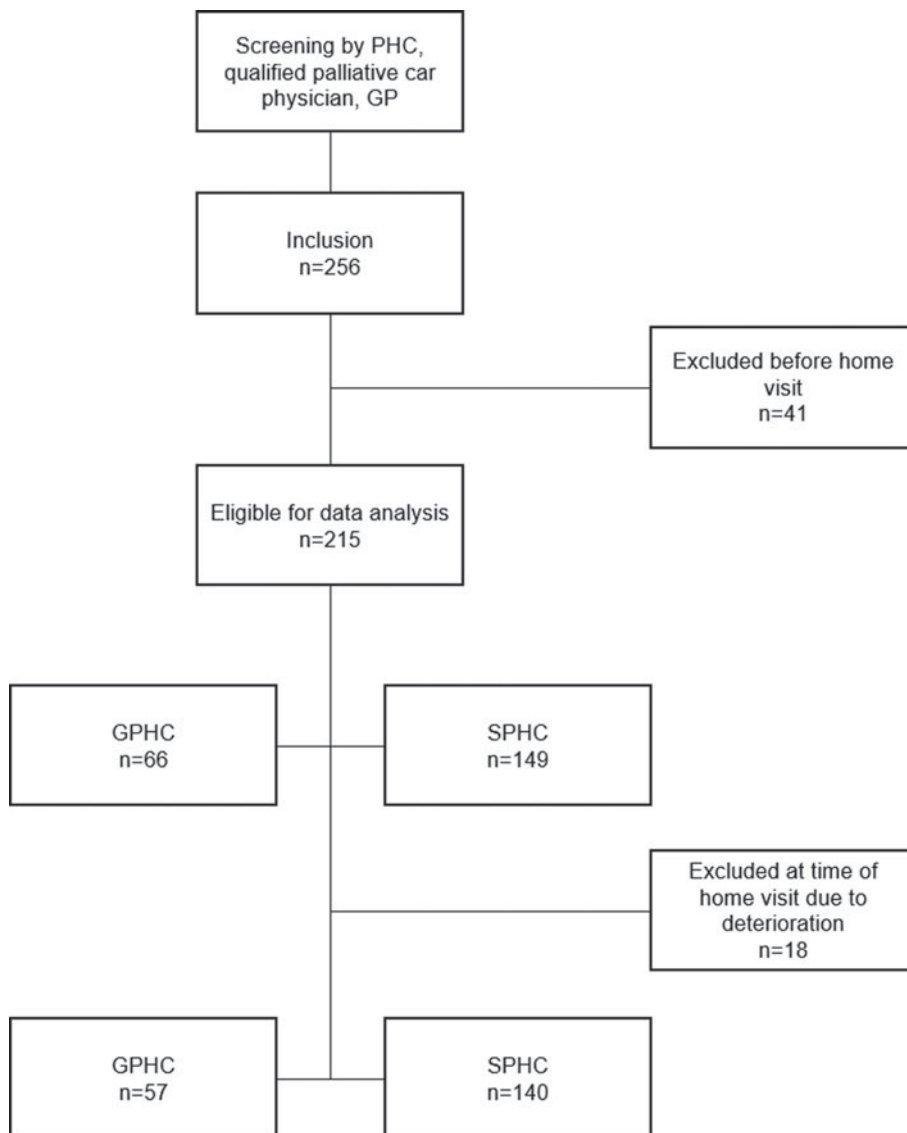 Screening by PHC,
qualified palliative car
physician, GP
Inclusion
n=256
Excluded before home
visit
n=41
Eligible for data analysis
n=215
GPHC
n=66
SPHC
n=149
Excluded at time of
home visit due to
deterioration
n=18
GPHC
n=57
SPHC
n=140